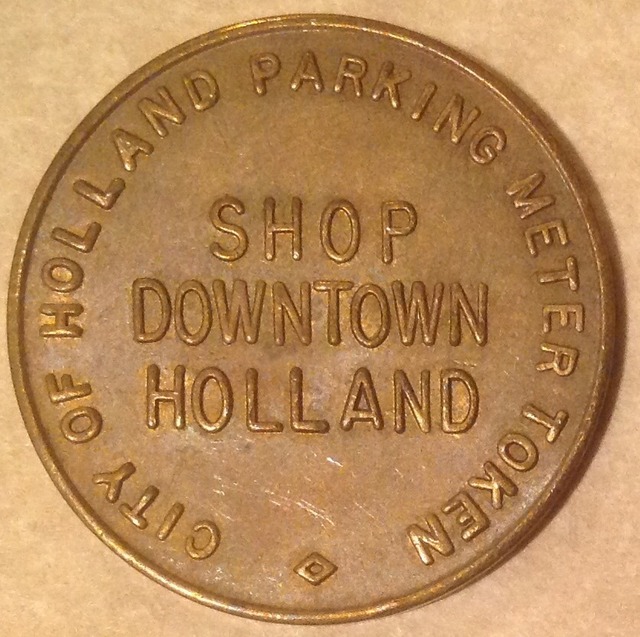 CITY OF HOLLAND PARKING METER TOKEN
SHOP
DOWNTOWN
HOLLAND